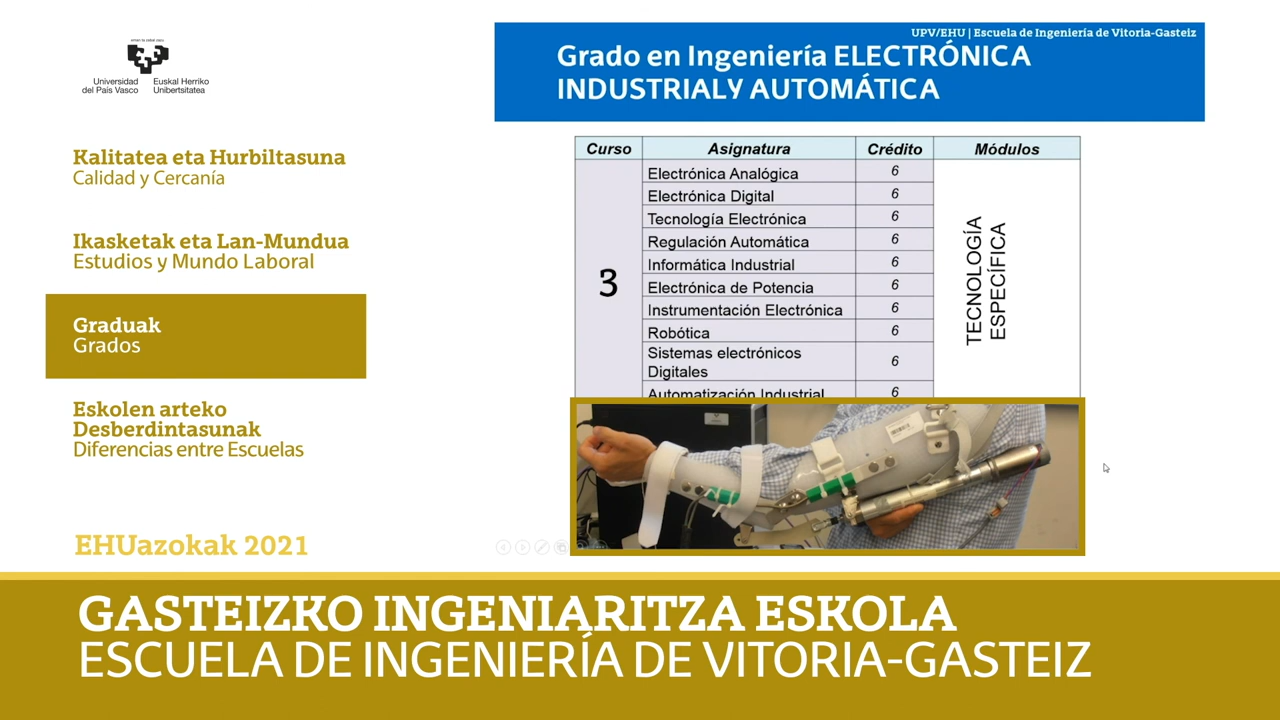 Universidad del País Vasco
Euskal Herriko Unibertsitatea
Kalitatea eta Hurbiltasuna
Calidad y Cercanía
Ikasketak eta Lan-Mundua
Estudios y Mundo Laboral
Graduak
Grados
Eskolen arteko
Desberdintasunak
Diferencias entre Escuelas
EHUazokak 2021
UPV/EHU | Escuela de Ingeniería de Vitoria-Gasteiz
Grado en Ingeniería ELECTRÓNICA
INDUSTRIALY AUTOMÁTICA
Curso Asignatura Crédito Módulos
3
Electrónica Analógica 6
Electrónica Digital 6
Tecnología Electrónica 6
Regulación Automática 6
Informática Industrial 6
Electrónica de Potencia 6
Instrumentación Electrónica 6
Robótica 6
Sistemas electrónicos
Digitales 6
Automatización Industrial 6
TECNOLOGÍA
ESPECÍFICA
GASTEIZKO INGENIARITZA ESKOLA
ESCUELA DE INGENIERÍA DE VITORIA-GASTEIZ